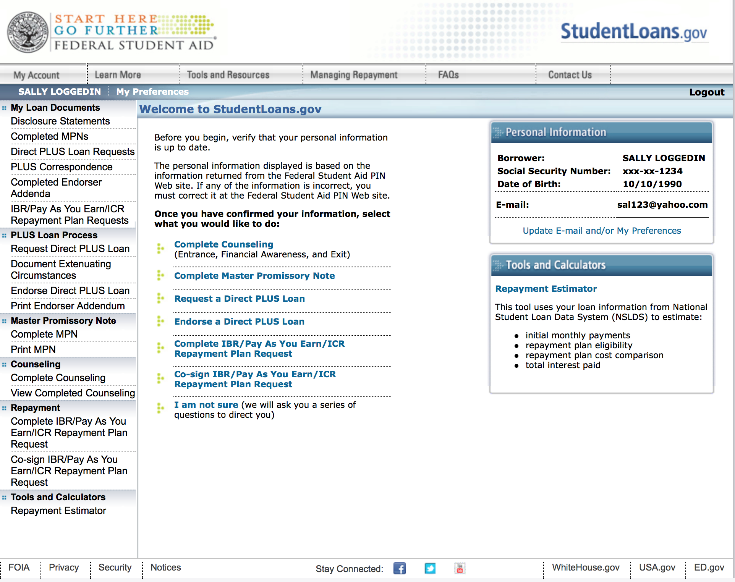 START HERE
GO FURTHER
FEDERAL STUDENT AID
StudentLoans.gov
My Account
Learn More
Tools and Resources
Managing Repayment
FAQs
Contact Us
SALLY LOGGEDIN
My Preferences
Logout
My Loan Documents
Disclosure Statements
Completed MPNs
Direct PLUS Loan Requests
PLUS Correspondence
Completed Endorser
Addenda
IBR/Pay As You Earn/ICR
Repayment Plan Requests
PLUS Loan Process
Request Direct PLUS Loan
Document Extenuating
Circumstances
Endorse Direct PLUS Loan
Print Endorser Addendum
Master Promissory Note
Complete MPN
Print MPN
Counseling
Complete Counseling
View Completed Counseling
Repayment
Complete IBR/Pay As You
Earn/ICR Repayment Plan
Request
Co-sign IBR/Pay As You
Earn/ICR Repayment Plan
Request
Tools and Calculators
Repayment Estimator
Welcome to StudentLoans.gov
Before you begin, verify that your personal information
is up to date.
The personal information displayed is based on the
information returned from the Federal Student Aid PIN
Web site. If any of the information is incorrect, you
must correct it at the Federal Student Aid PIN Web site.
Once you have confirmed your information, select
what you would like to do:
Complete Counseling
(Entrance, Financial Awareness, and Exit)
Complete Master Promissory Note
Request a Direct PLUS Loan
Endorse a Direct PLUS Loan
Complete IBR/Pay As You Earn/ICR
Repayment Plan Request
Co-sign IBR/Pay As You Earn/ICR
Repayment Plan Request
I am not sure (we will ask you a series of
questions to direct you)
Personal Information
Borrower: SALLY LOGGEDIN
Social Security Number: xxx-xx-1234
Date of Birth: 10/10/1990
E-mail: sal123@yahoo.com
Update E-mail and/or My Preferences
Tools and Calculators
Repayment Estimator
This tool uses your loan information from National
Student Loan Data System (NSLDS) to estimate:
• initial monthly payments
• repayment plan eligibility
• repayment plan cost comparison
• total interest paid
FOIA
Privacy
Security
Notices
Stay Connected:
WhiteHouse.gov
USA.gov
ED.gov